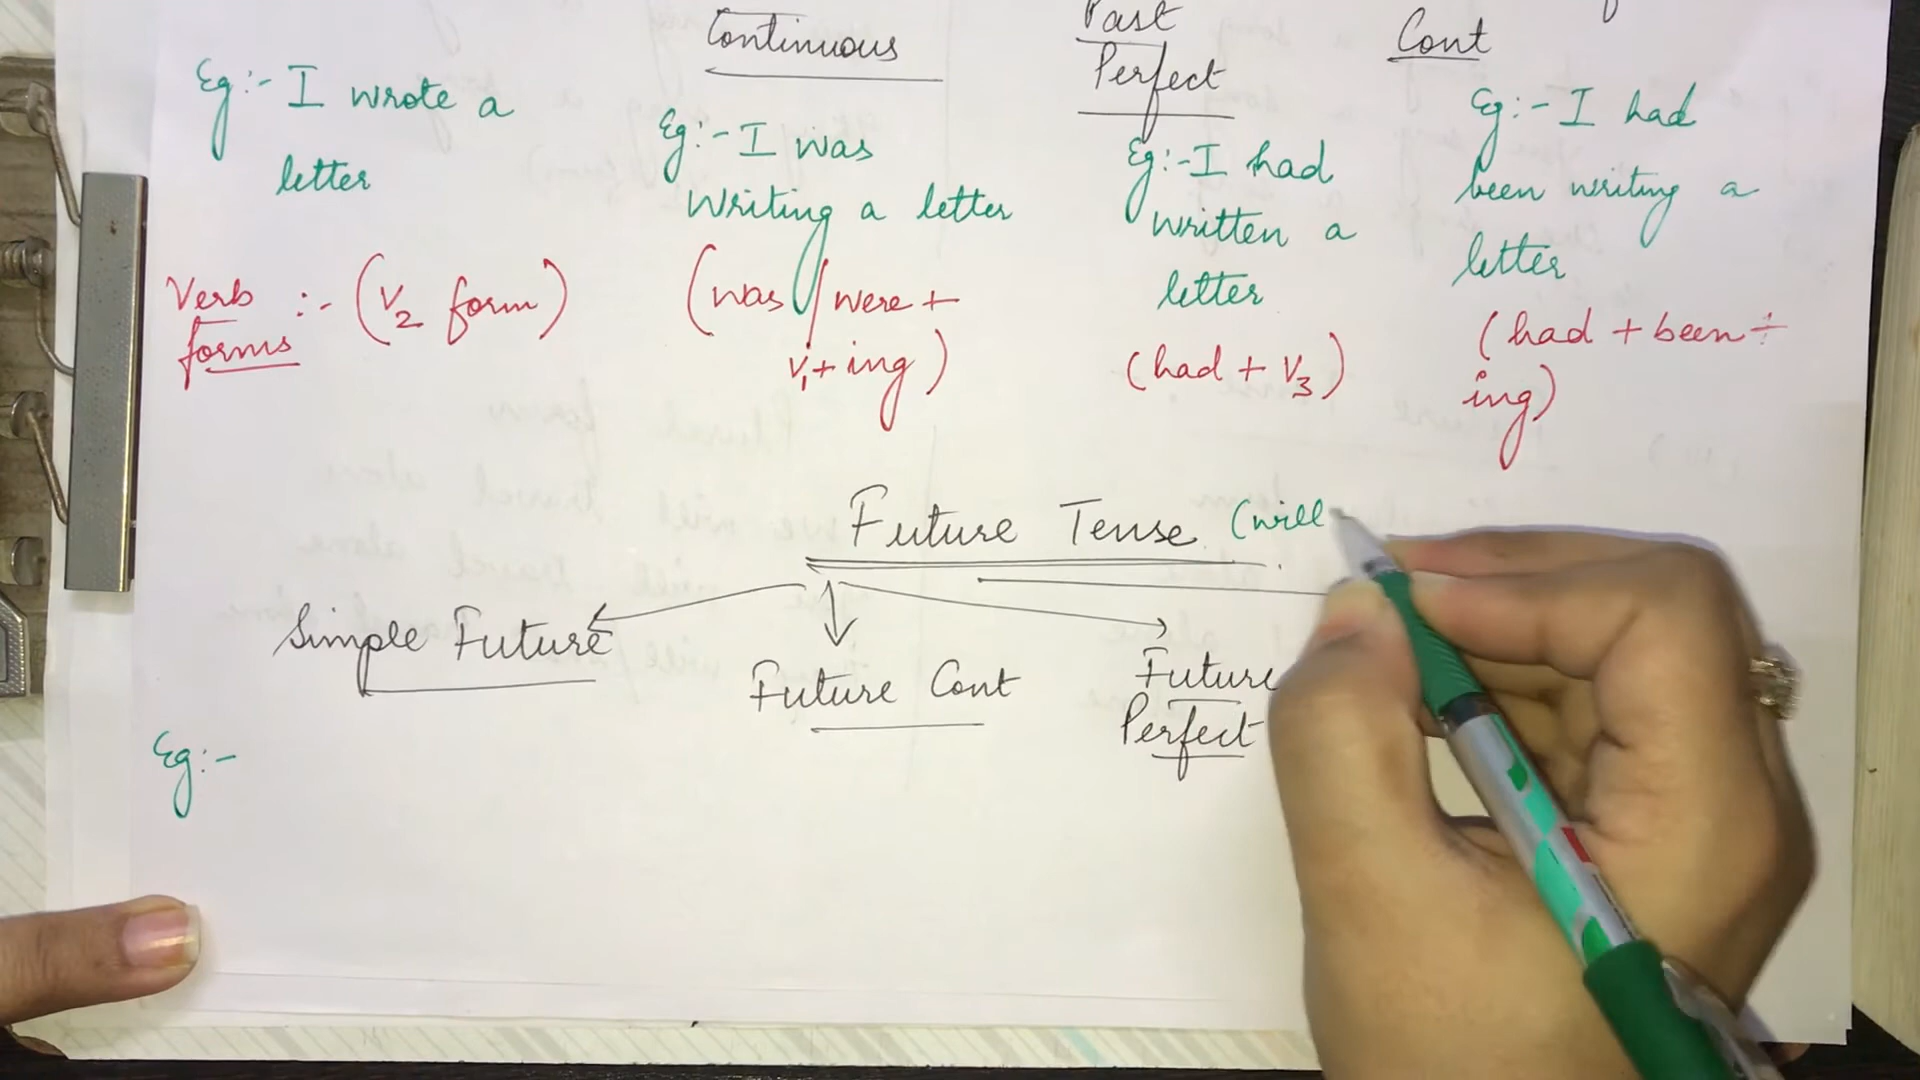 Continuous
Past
Perfect
Cont
Eg:- I wrote a
letter
Eg:- I was
writing a letter
Eg:- I had
written a
letter
Eg:- I had
been writing a
letter
Verb
forms :- (V2 form)
(was/were +
V1+ing)
(had + V3)
(had + been +
ing)
Future Tense (will
Simple Future
Future Cont
Future
Perfect
Eg:-